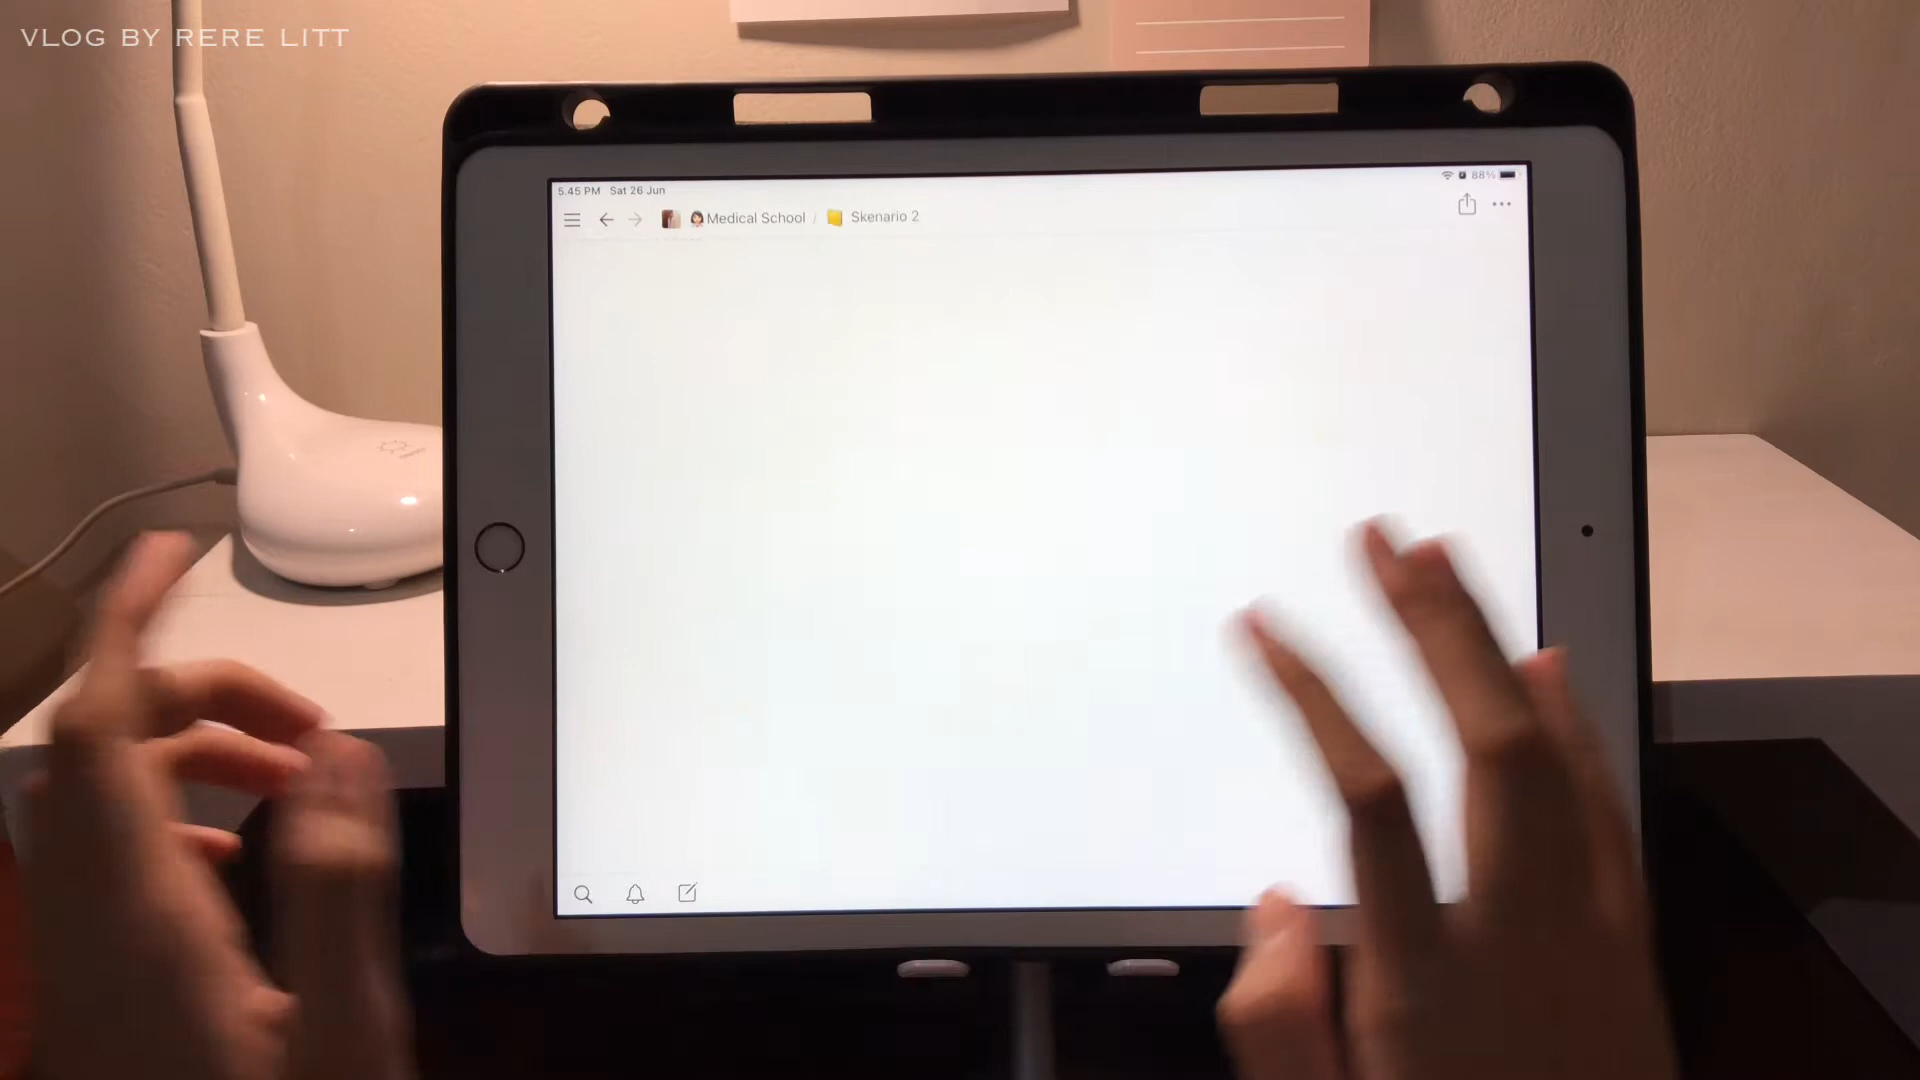 VLOG BY RERE LITT
5.45 PM Sat 26 Jun
88%
Medical School / Skenario 2